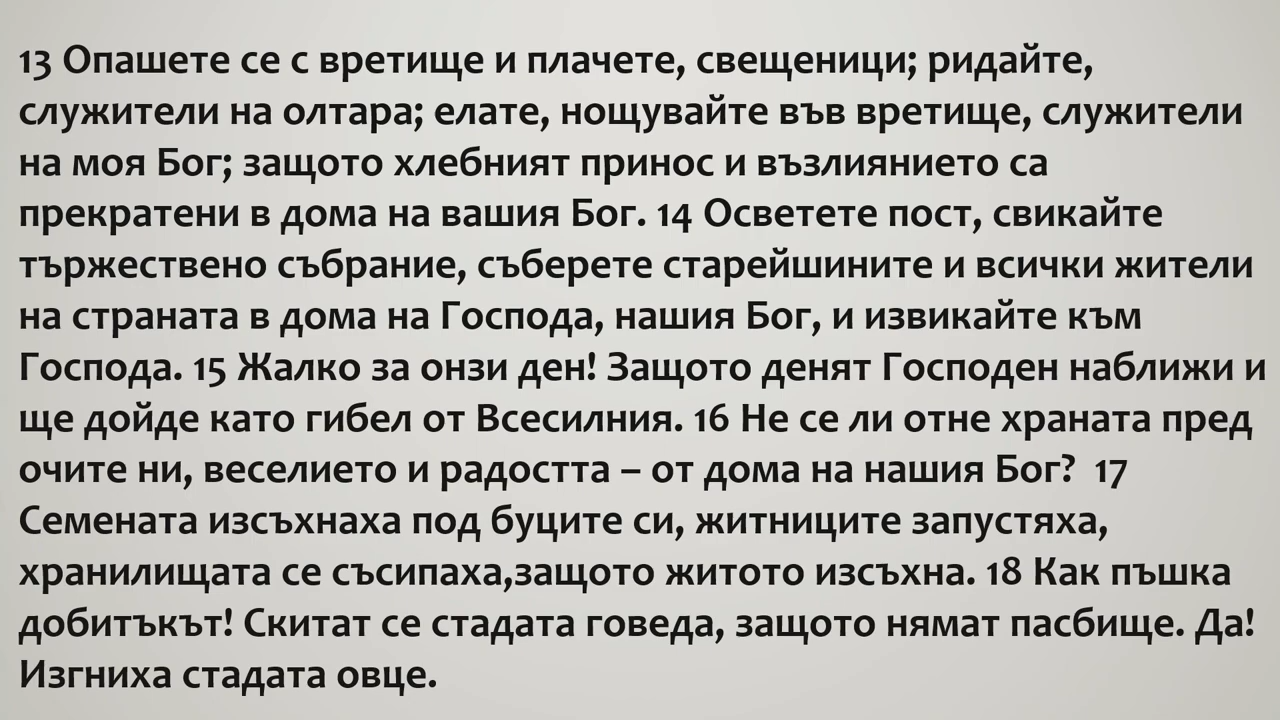 13 Опашете се с вретище и плачете, свещеници; ридайте,
служители на олтара; елате, нощувайте във вретище, служители
на моя Бог; защото хлебният принос и възлиянието са
прекратени в дома на вашия Бог. 14 Осветете пост, свикайте
тържествено събрание, съберете старейшините и всички жители
на страната в дома на Господа, нашия Бог, и извикайте към
Господа. 15 Жалко за онзи ден! Защото денят Господен наближи и
ще дойде като гибел от Всесилния. 16 Не се ли отне храната пред
очите ни, веселието и радостта – от дома на нашия Бог?  17
Семената изсъхнаха под буците си, житниците запустяха,
хранилищата се съсипаха,защото житото изсъхна. 18 Как пъшка
добитъкът! Скитат се стадата говеда, защото нямат пасбище. Да!
Изгниха стадата овце.